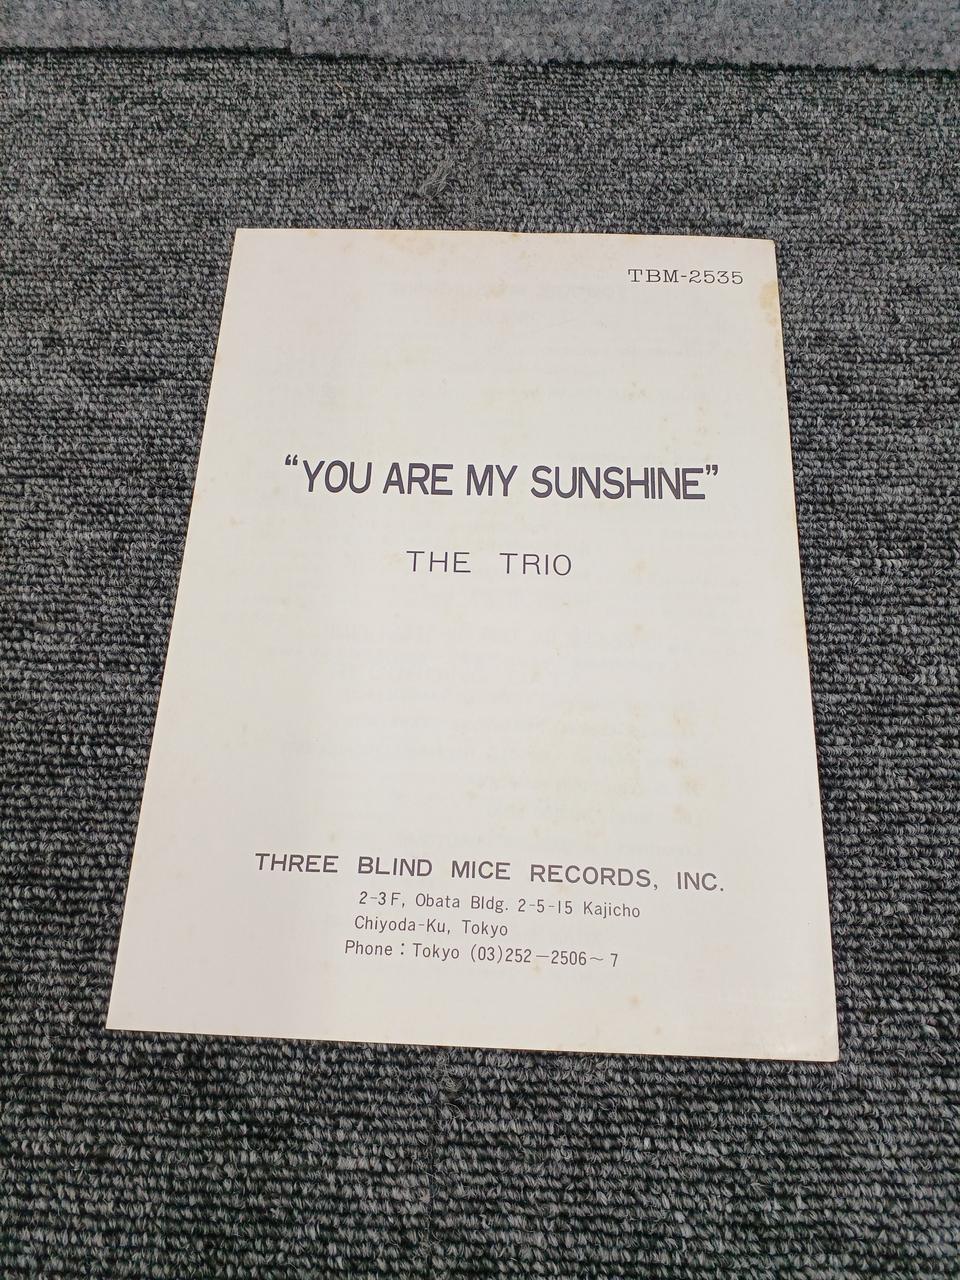 TBM-2535
“YOU ARE MY SUNSHINE”
THE TRIO
THREE BLIND MICE RECORDS, INC.
2-3F, Obata Bldg. 2-5-15 Kajicho
Chiyoda-Ku, Tokyo
Phone : Tokyo (03)252—2506~7